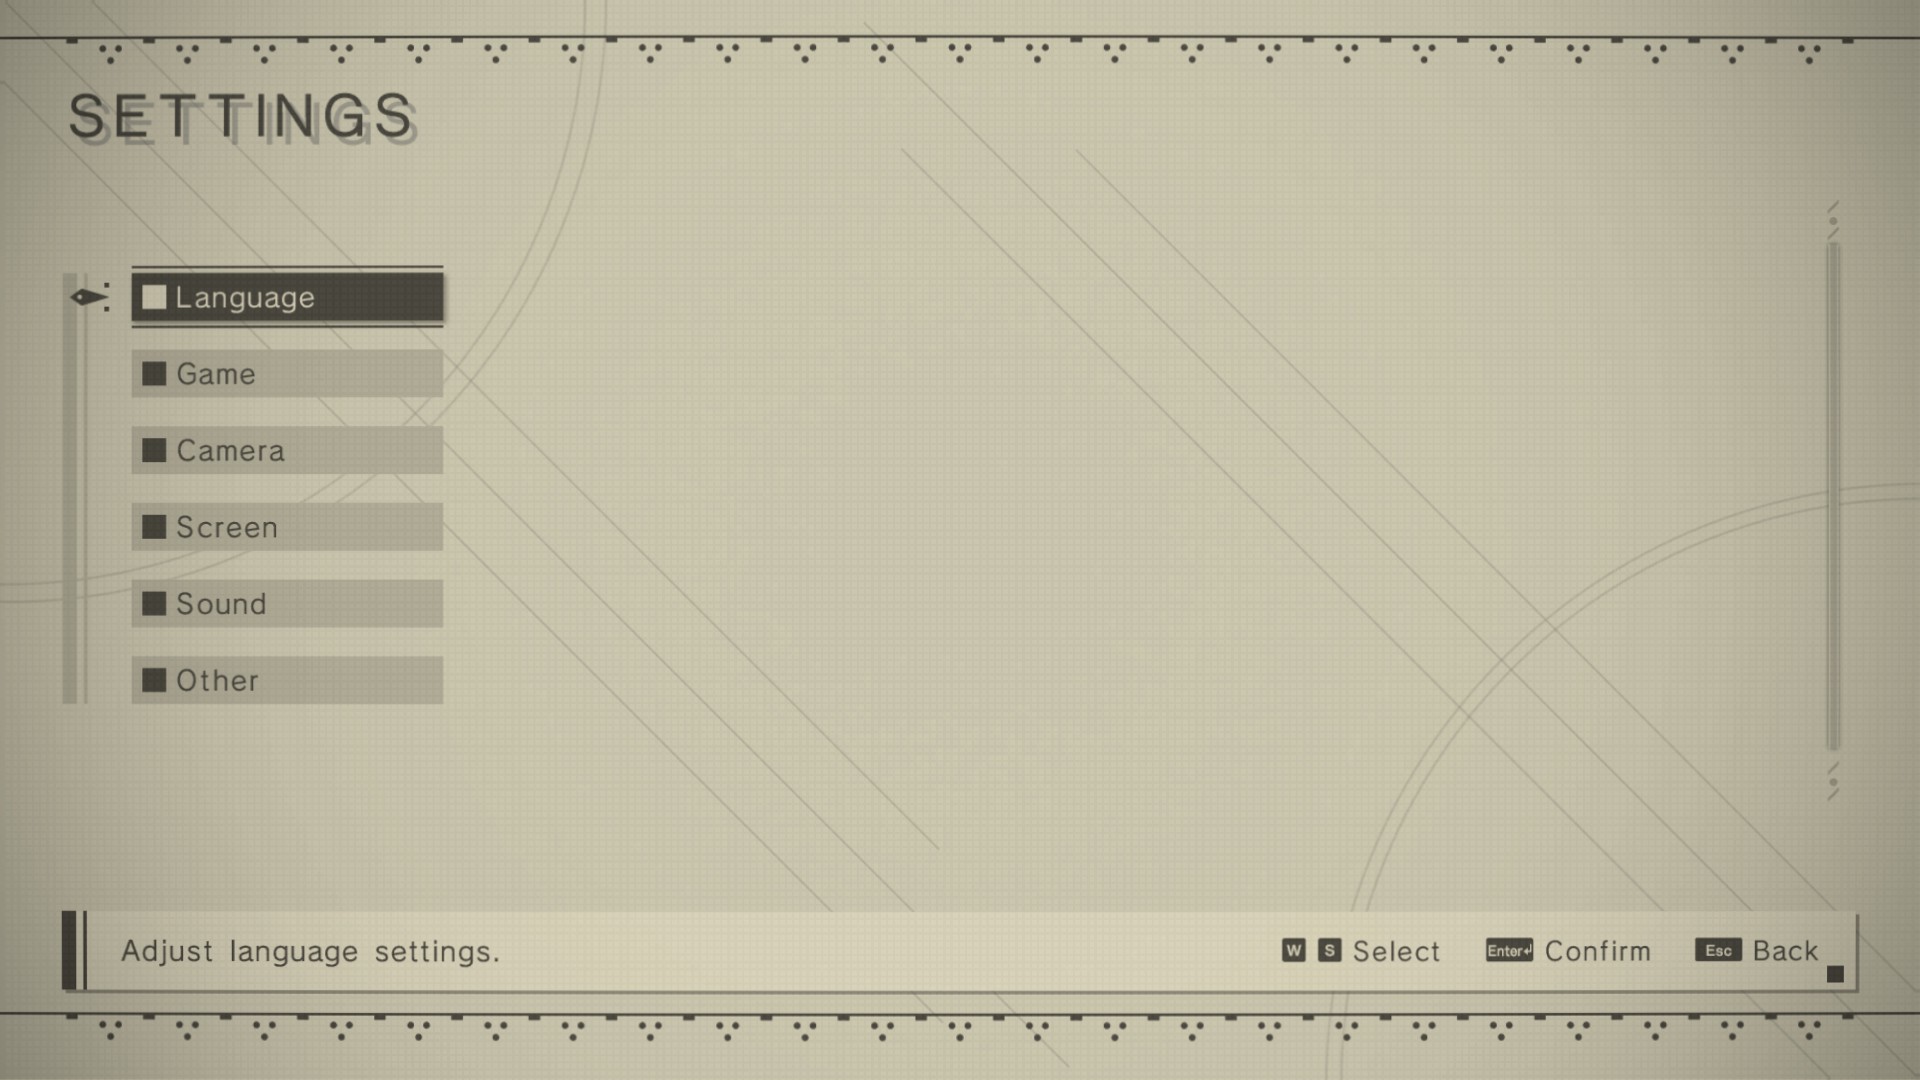 SETTINGS
Language
Game
Camera
Screen
Sound
Other
Adjust language settings.
W S Select Enter↵ Confirm Esc Back